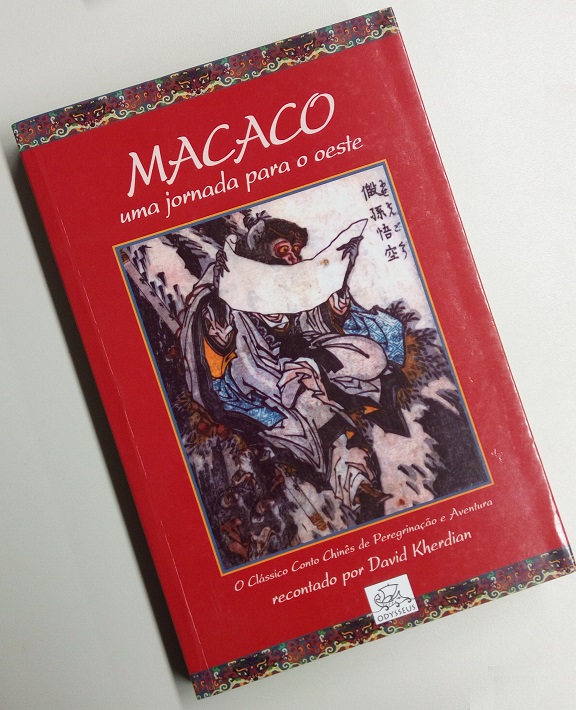 MACACO
uma jornada para o oeste
倣孫悟空
O Clássico Conto Chinês de Peregrinação e Aventura
recontado por David Kherdian
ODYSSEUS